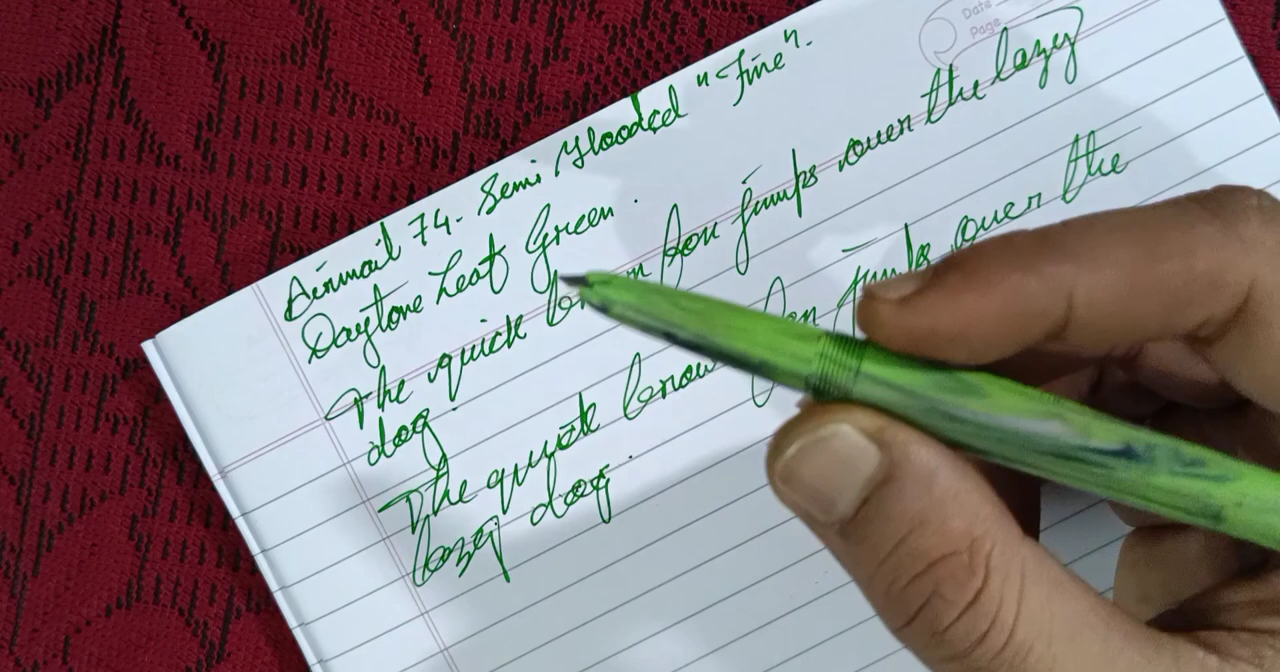 Date
Page
Airmail 74. Semi Hooded "Fine".
Daytone Leaf Green.
The quick brown fox jumps over the lazy
dog.
The quick brown fox jumps over the
lazy dog.